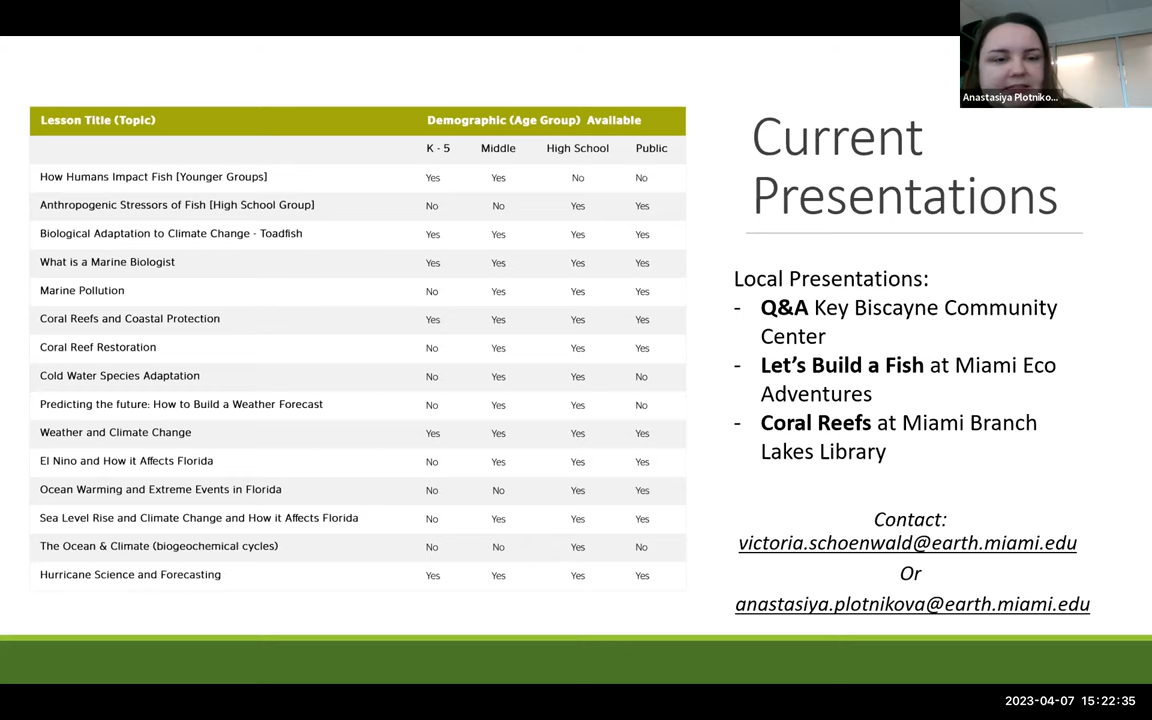 Anastasiya Plotniko...
Lesson Title (Topic) Demographic (Age Group) Available
K - 5 Middle High School Public
How Humans Impact Fish [Younger Groups] Yes Yes No No
Anthropogenic Stressors of Fish [High School Group] No No Yes Yes
Biological Adaptation to Climate Change - Toadfish Yes Yes Yes Yes
What is a Marine Biologist Yes Yes Yes Yes
Marine Pollution No Yes Yes Yes
Coral Reefs and Coastal Protection Yes Yes Yes Yes
Coral Reef Restoration No Yes Yes Yes
Cold Water Species Adaptation No Yes Yes No
Predicting the future: How to Build a Weather Forecast No Yes Yes No
Weather and Climate Change Yes Yes Yes Yes
El Nino and How it Affects Florida No Yes Yes Yes
Ocean Warming and Extreme Events in Florida No No Yes Yes
Sea Level Rise and Climate Change and How it Affects Florida No Yes Yes Yes
The Ocean & Climate (biogeochemical cycles) No No Yes No
Hurricane Science and Forecasting Yes Yes Yes Yes
Current
Presentations
Local Presentations:
- Q&A Key Biscayne Community
Center
- Let’s Build a Fish at Miami Eco
Adventures
- Coral Reefs at Miami Branch
Lakes Library
Contact:
victoria.schoenwald@earth.miami.edu
Or
anastasiya.plotnikova@earth.miami.edu
2023-04-07 15:22:35